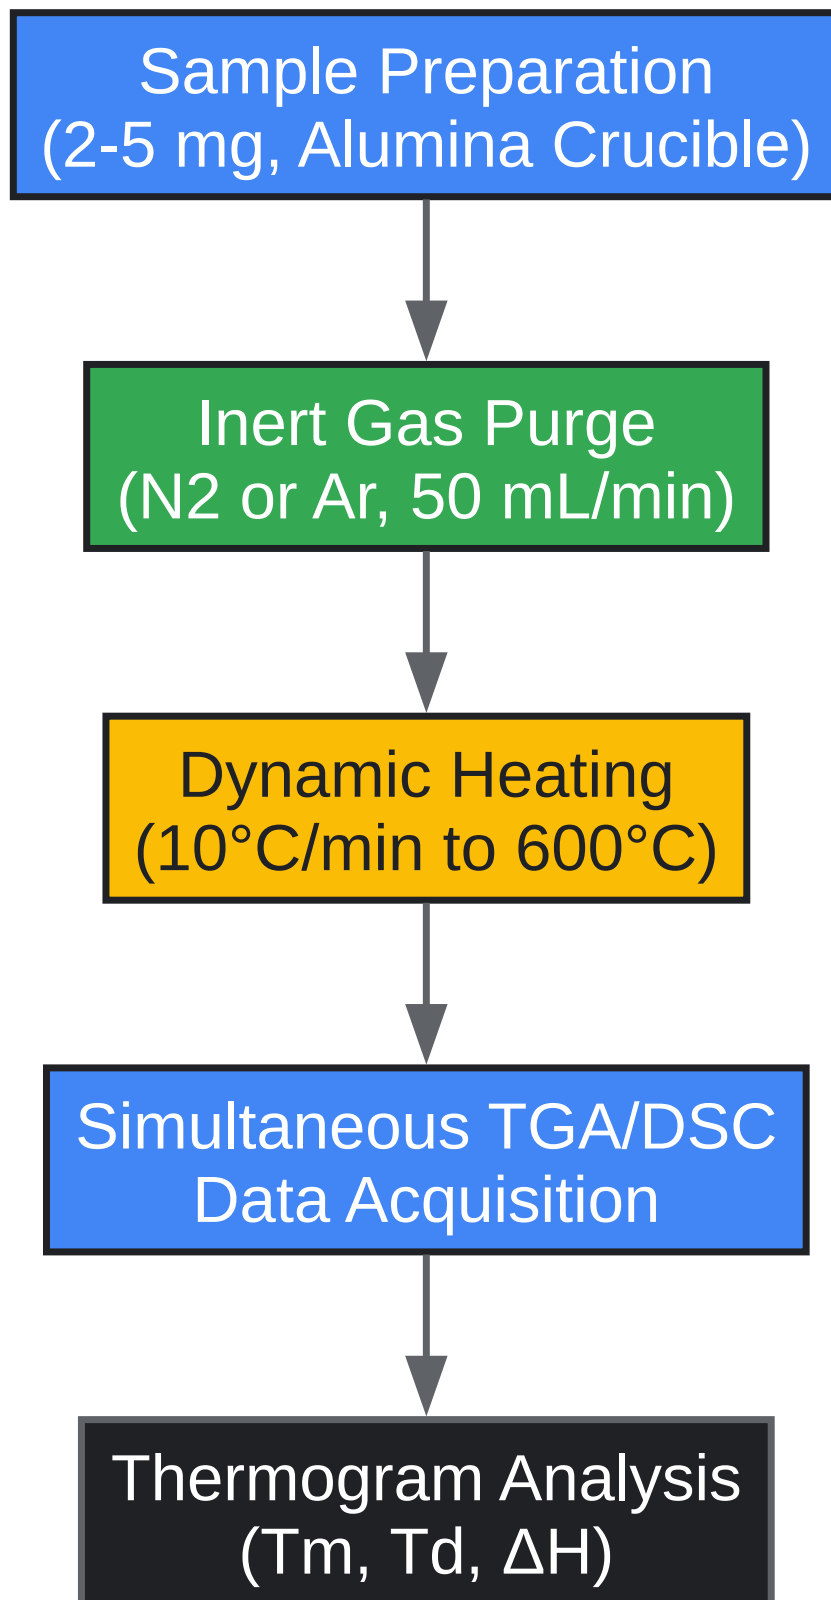 Sample Preparation
(2-5 mg, Alumina Crucible)
Inert Gas Purge
(N2 or Ar, 50 mL/min)
Dynamic Heating
(10°C/min to 600°C)
Simultaneous TGA/DSC
Data Acquisition
Thermogram Analysis
(Tm, Td, ΔH)